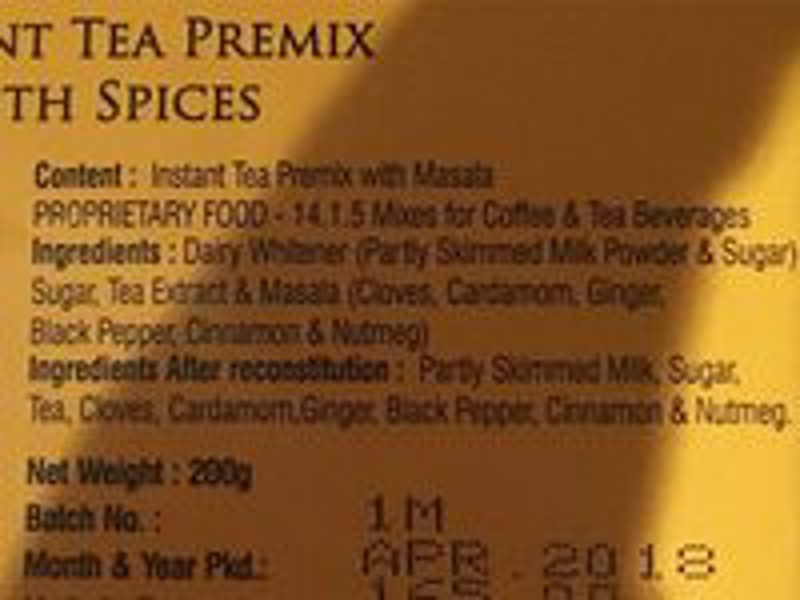 NT TEA PREMIX
TH SPICES
Content : Instant Tea Premix with Masala
PROPRIETARY FOOD - 14.1.5 Mixes for Coffee & Tea Beverages
Ingredients : Dairy Whitener (Partly Skimmed Milk Powder & Sugar)
Sugar, Tea Extract & Masala (Cloves, Cardamom, Ginger,
Black Pepper, Cinnamon & Nutmeg)
Ingredients After reconstitution : Partly Skimmed Milk, Sugar,
Tea, Cloves, Cardamom,Ginger, Black Pepper, Cinnamon & Nutmeg.
Net Weight : 200g
Batch No. : 1M
Month & Year Pkd.: APR.2018